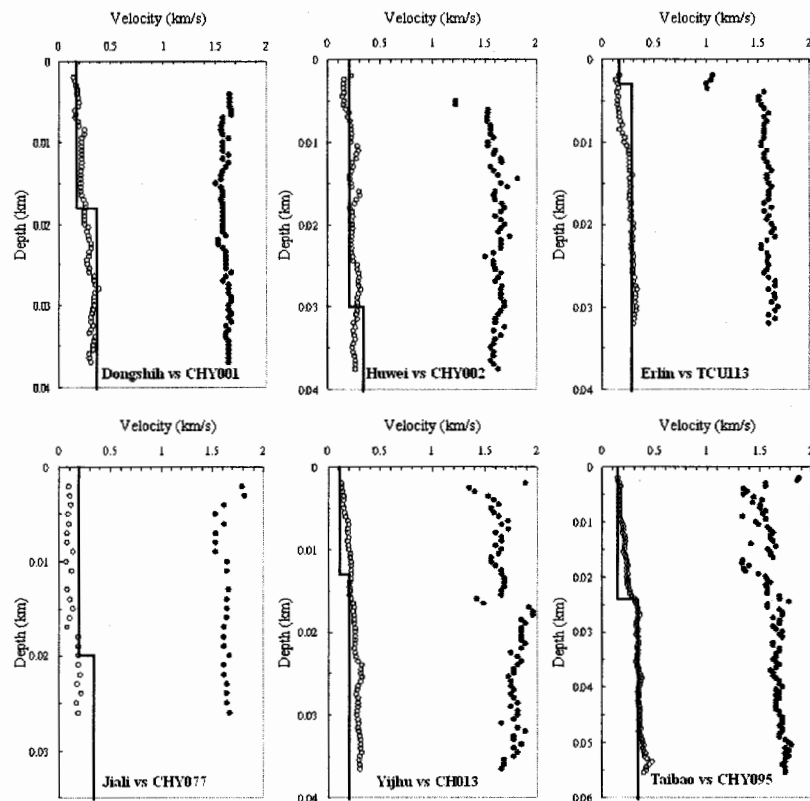 Velocity (km/s)
0 0.5 1 1.5 2
0
0.01
0.02
0.03
0.04
Depth (km)
Dongshih vs CHY001
Velocity (km/s)
0 0.5 1 1.5 2
0
0.01
0.02
0.03
0.04
Depth (km)
Huwei vs CHY002
Velocity (km/s)
0 0.5 1 1.5 2
0
0.01
0.02
0.03
0.04
Depth (km)
Erlin vs TCU113
Velocity (km/s)
0 0.5 1 1.5 2
0
0.01
0.02
0.03
Depth (km)
Jiali vs CHY077
Velocity (km/s)
0 0.5 1 1.5 2
0
0.01
0.02
0.03
0.04
Depth (km)
Yijhu vs CH013
Velocity (km/s)
0 0.5 1 1.5 2
0
0.01
0.02
0.03
0.04
0.05
0.06
Depth (km)
Taibao vs CHY095